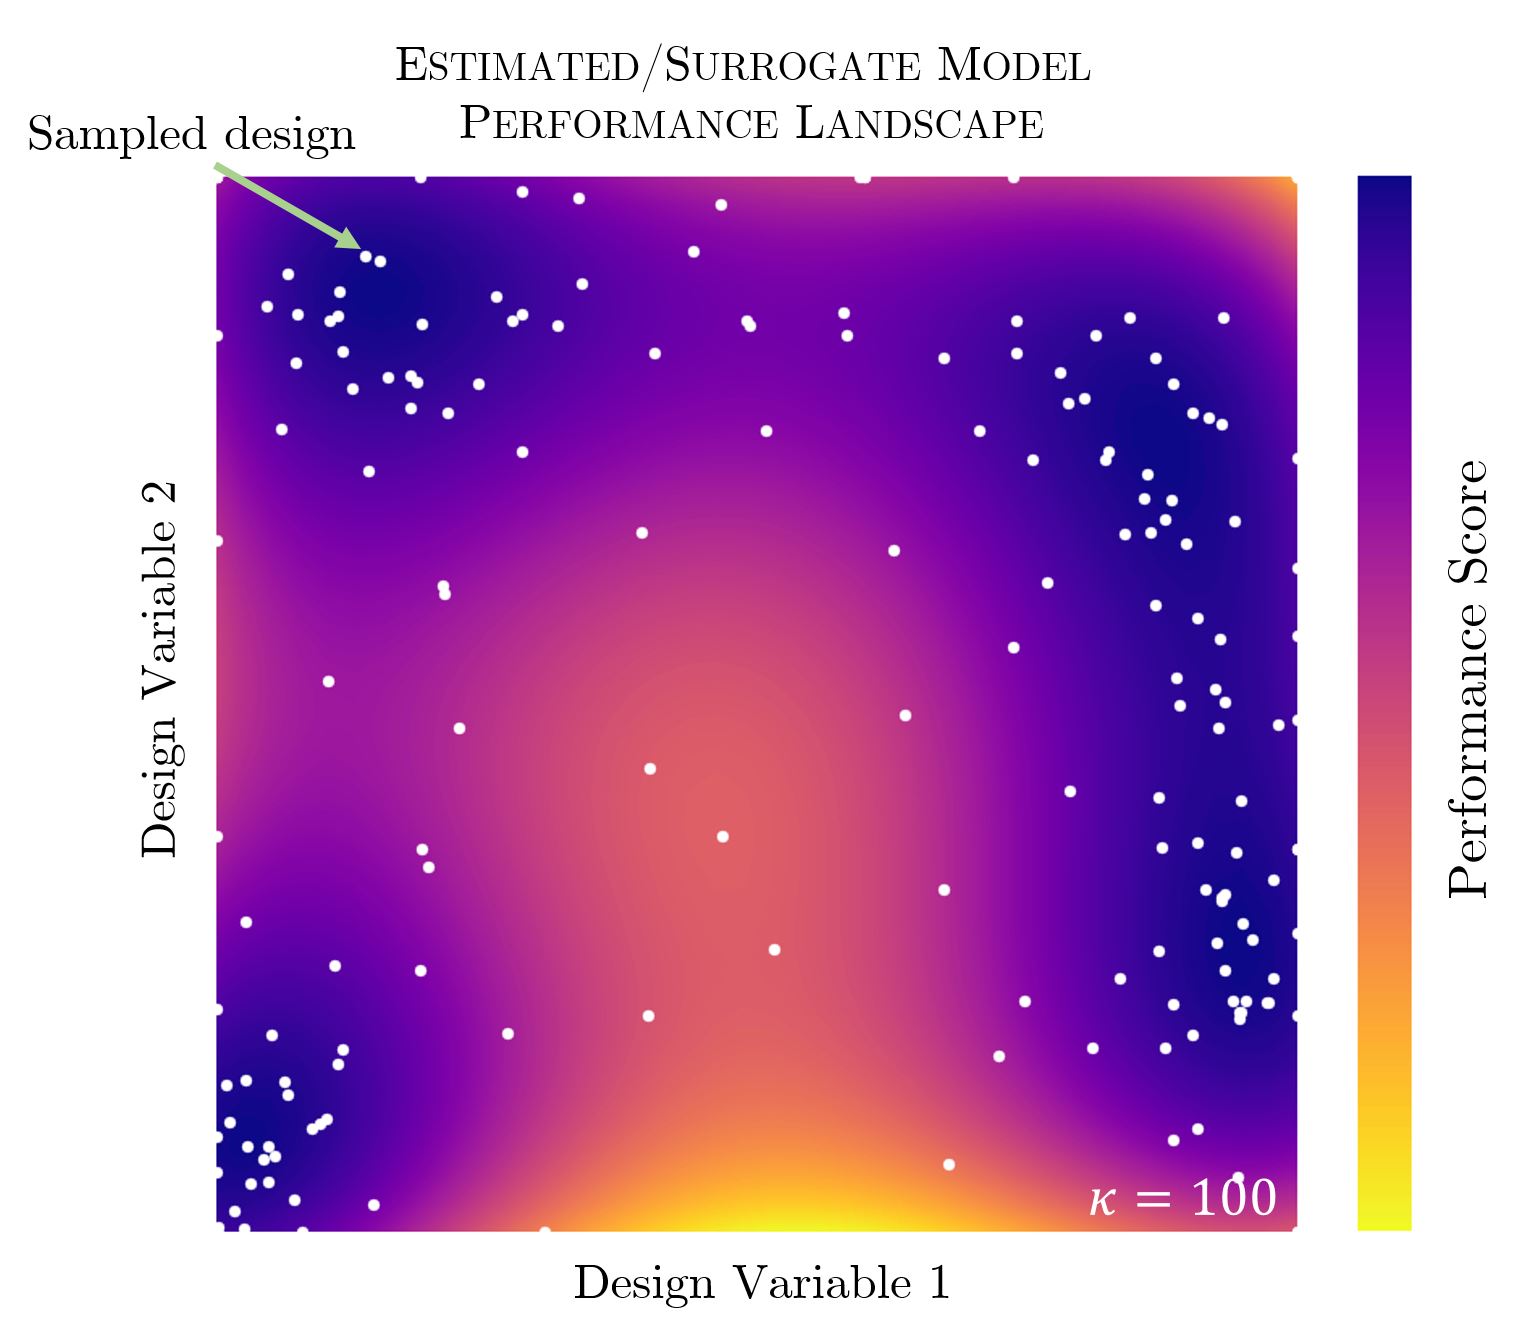 Estimated/Surrogate Model
Performance Landscape
Sampled design
Design Variable 2
Performance Score
κ = 100
Design Variable 1